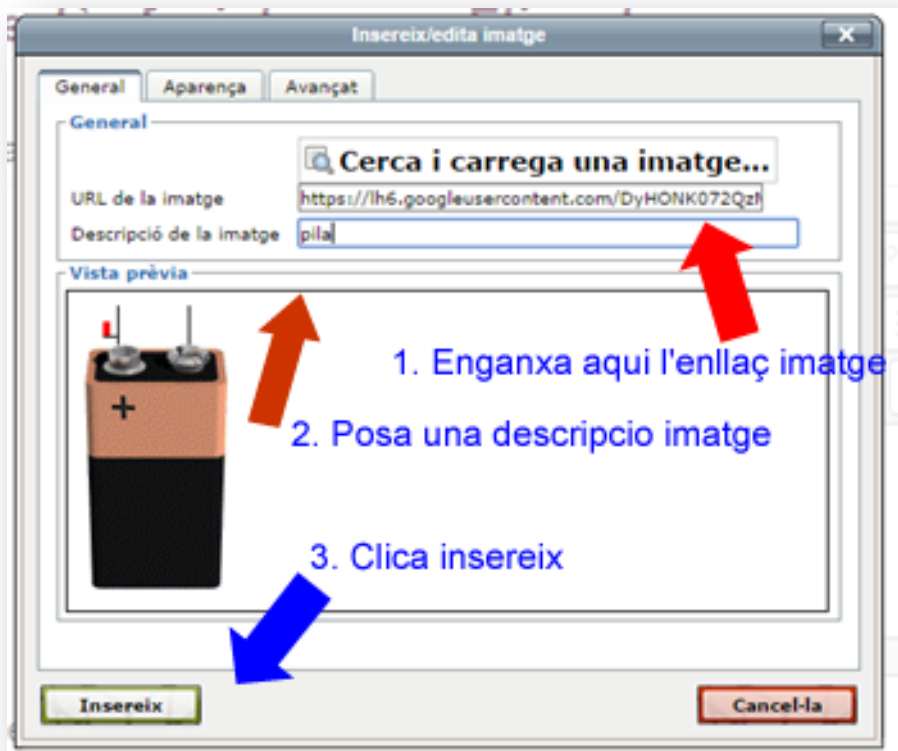 Insereix/edita imatge
General Aparença Avançat
General
Cerca i carrega una imatge...
URL de la imatge https://lh6.googleusercontent.com/DyHONK072QzM
Descripció de la imatge pila
Vista prèvia
+
1. Enganxa aqui l'enllaç imatge
2. Posa una descripcio imatge
3. Clica insereix
Insereix Cancel·la